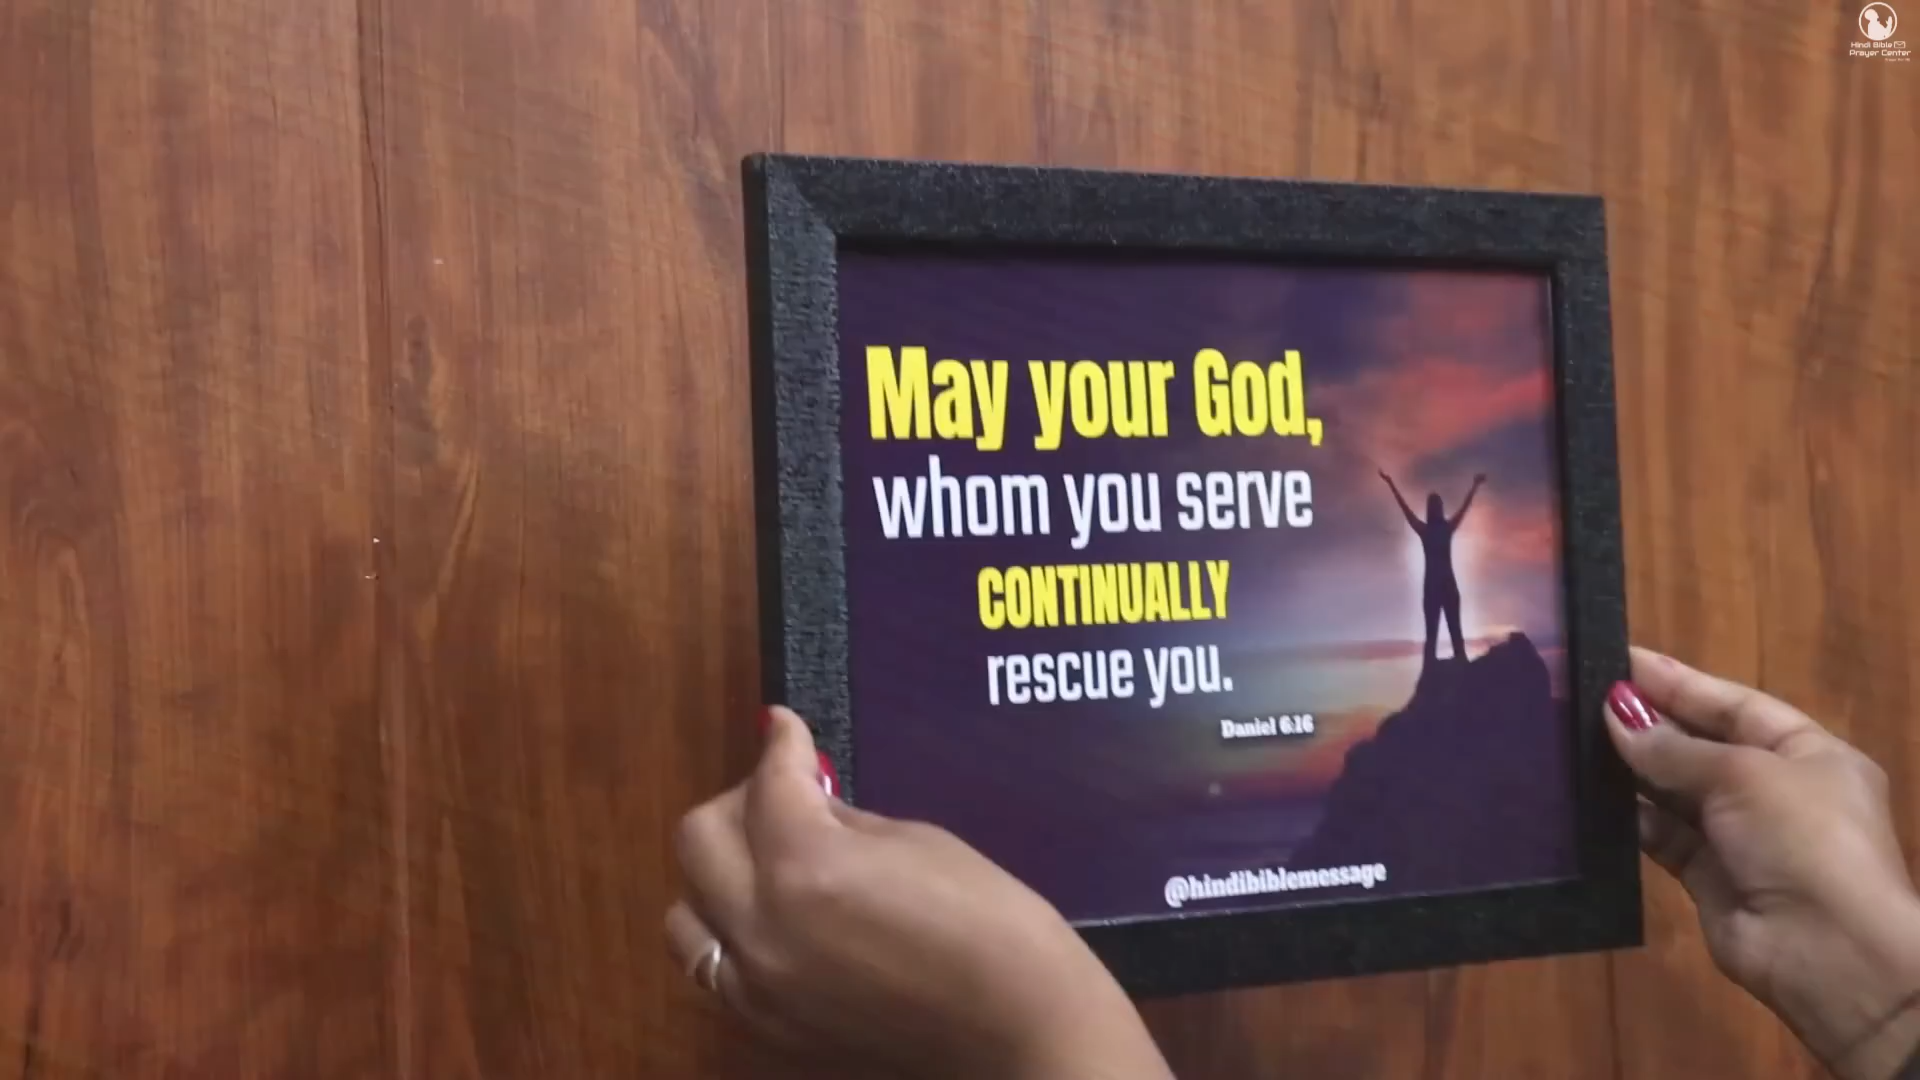 Hindi Bible
Prayer Center
May your God,
whom you serve
CONTINUALLY
rescue you.
Daniel 6:16
@hindibiblemessage